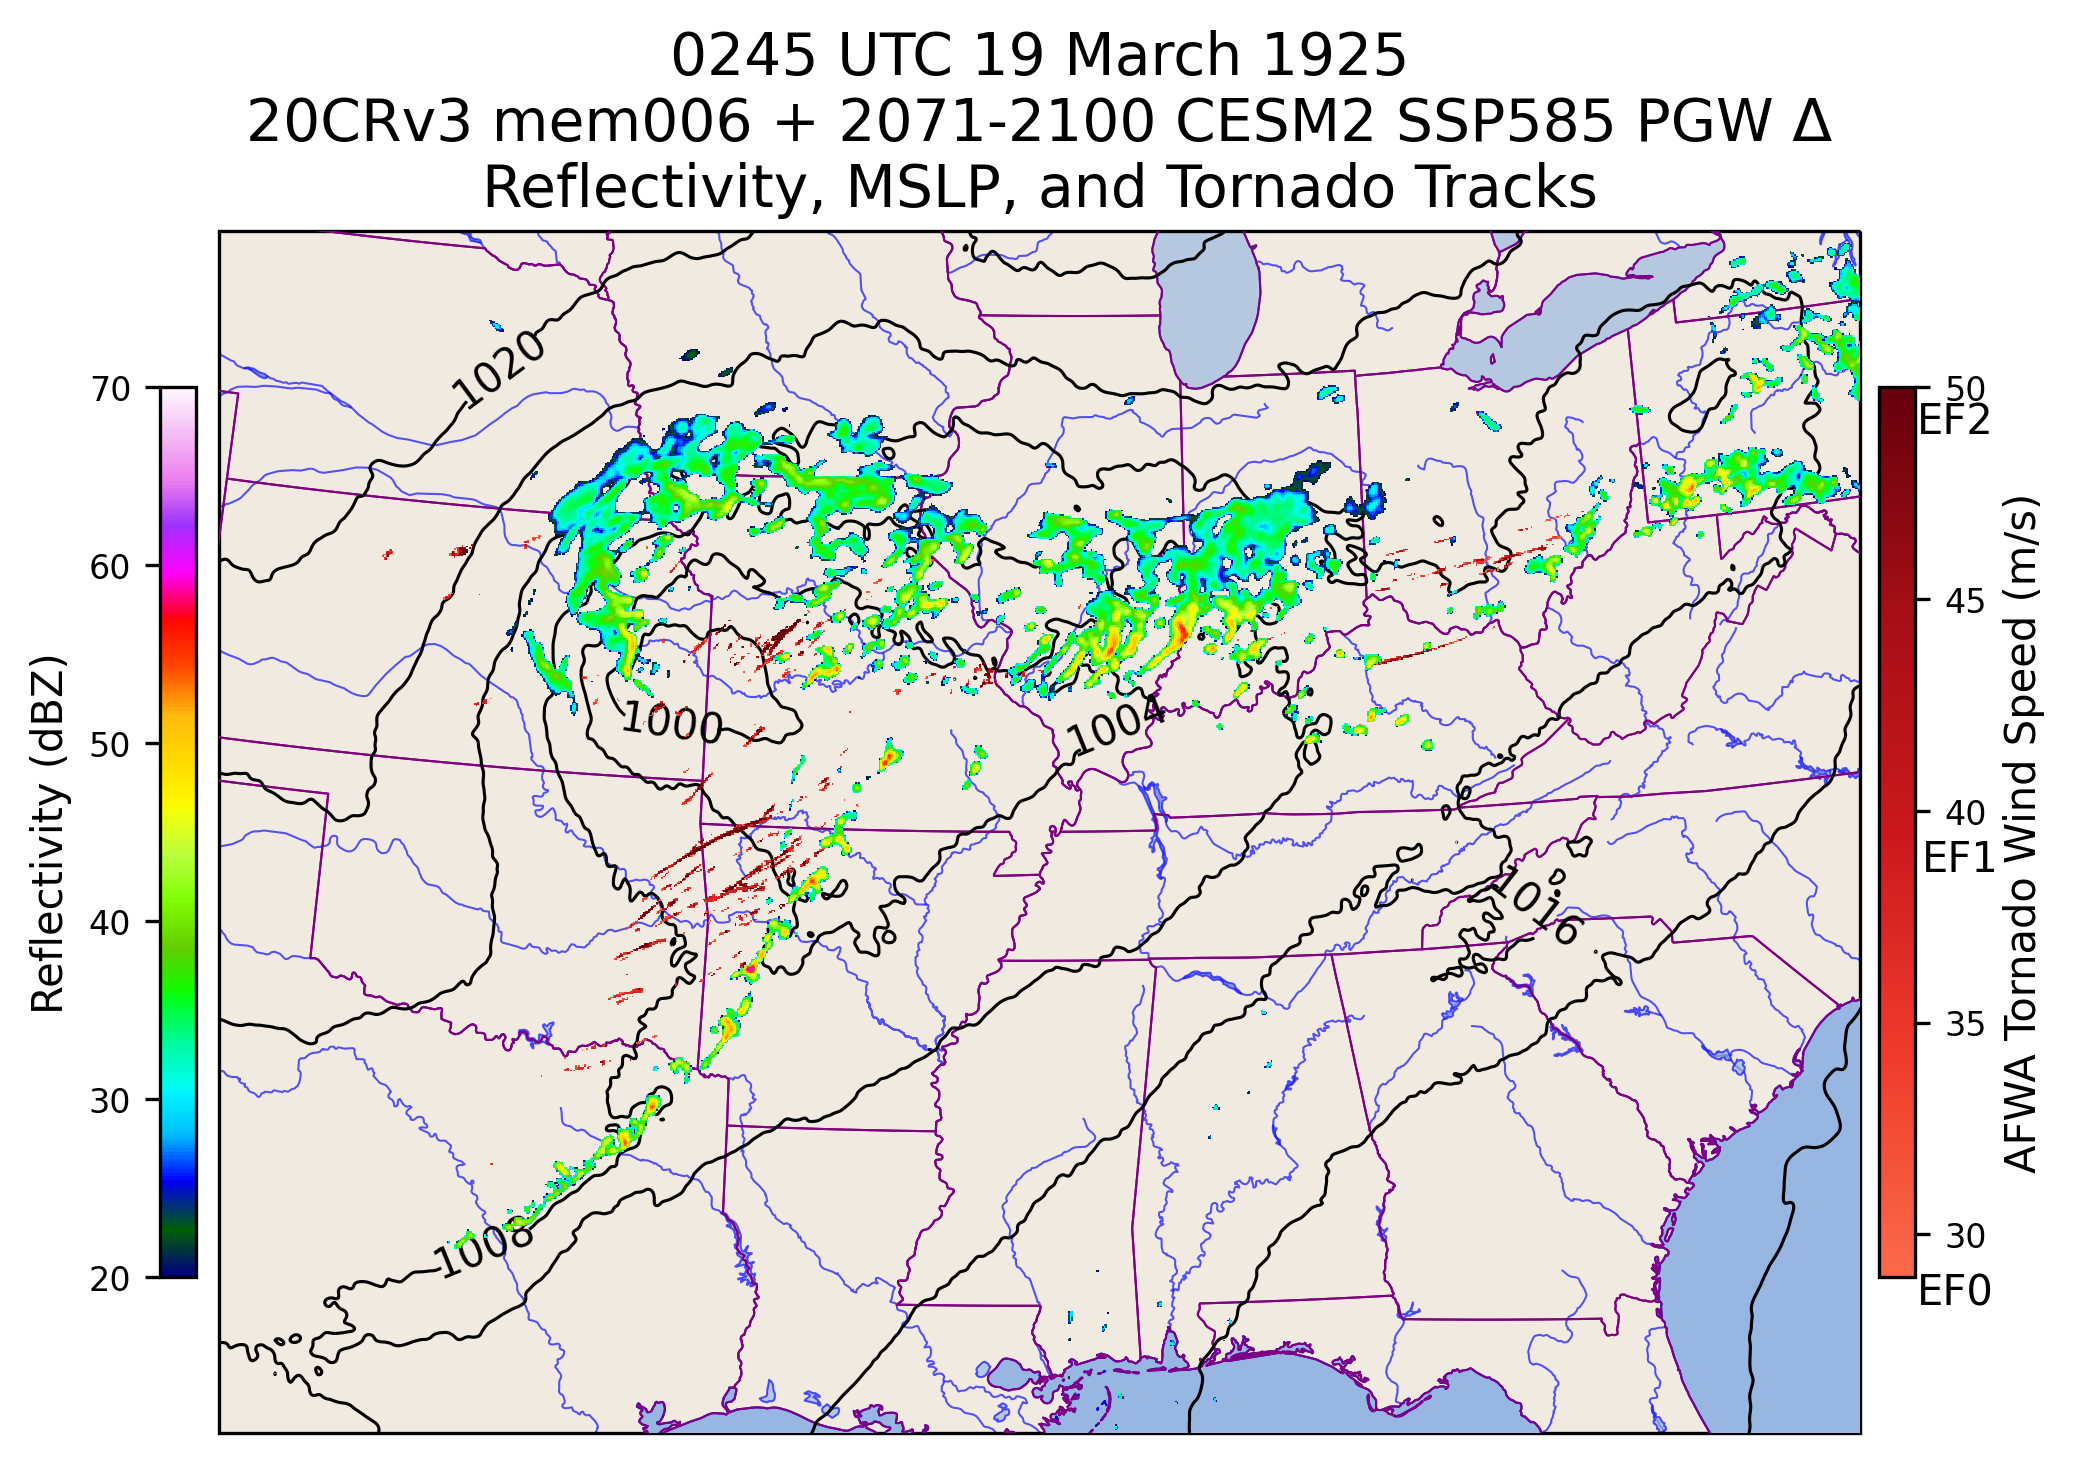 0245 UTC 19 March 1925
20CRv3 mem006 + 2071-2100 CESM2 SSP585 PGW Δ
Reflectivity, MSLP, and Tornado Tracks
Reflectivity (dBZ)
70
60
50
40
30
20
1020
1000
1004
1016
1008
50
EF2
45
40
EF1
35
30
EF0
AFWA Tornado Wind Speed (m/s)